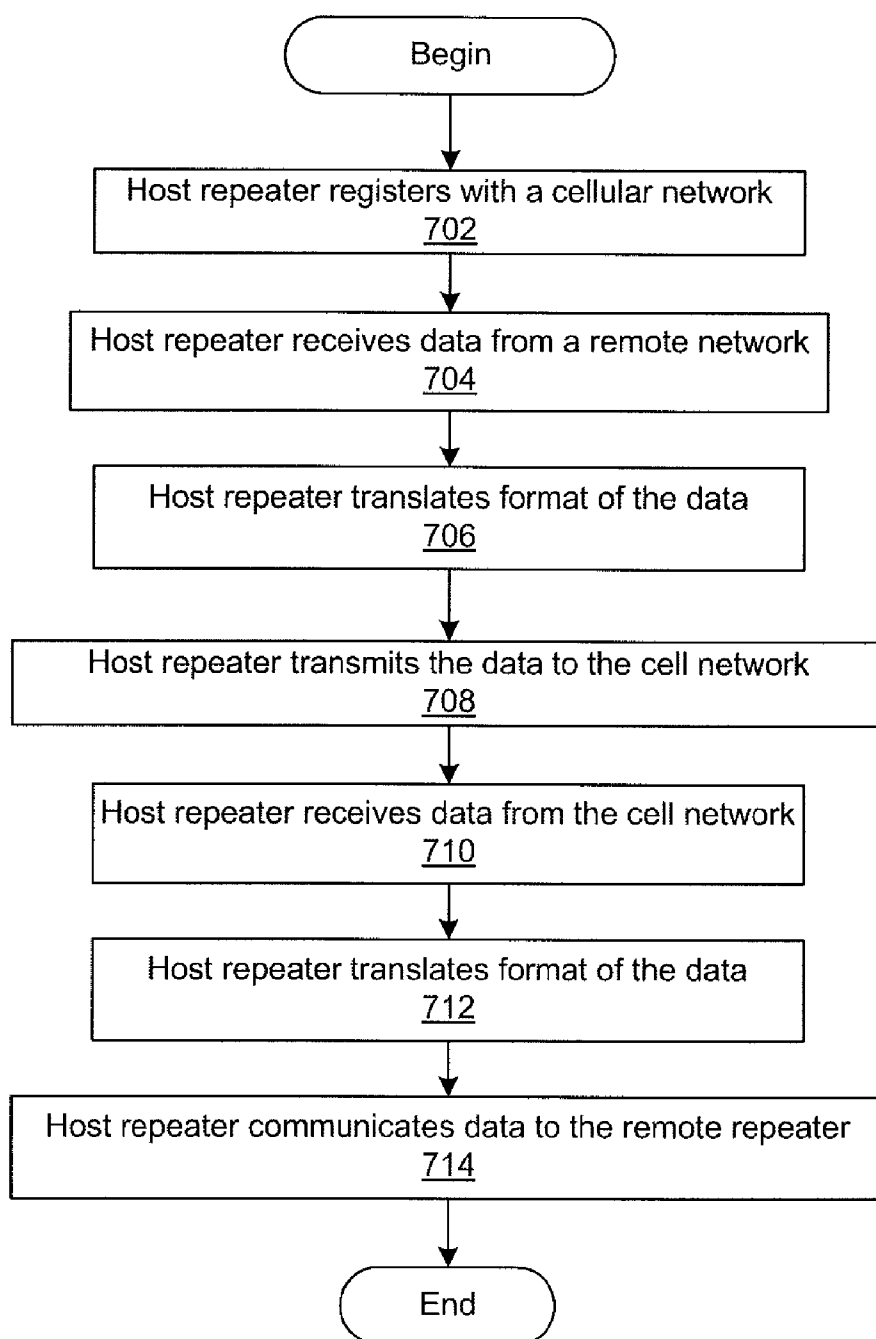 Begin
Host repeater registers with a cellular network
702
Host repeater receives data from a remote network
704
Host repeater translates format of the data
706
Host repeater transmits the data to the cell network
708
Host repeater receives data from the cell network
710
Host repeater translates format of the data
712
Host repeater communicates data to the remote repeater
714
End